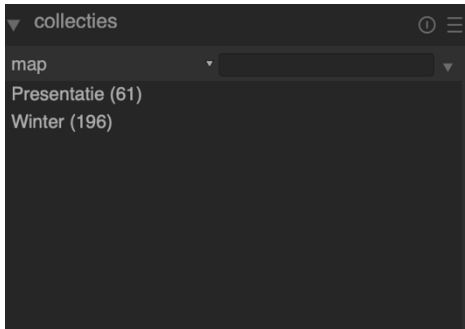 collecties
map
Presentatie (61)
Winter (196)